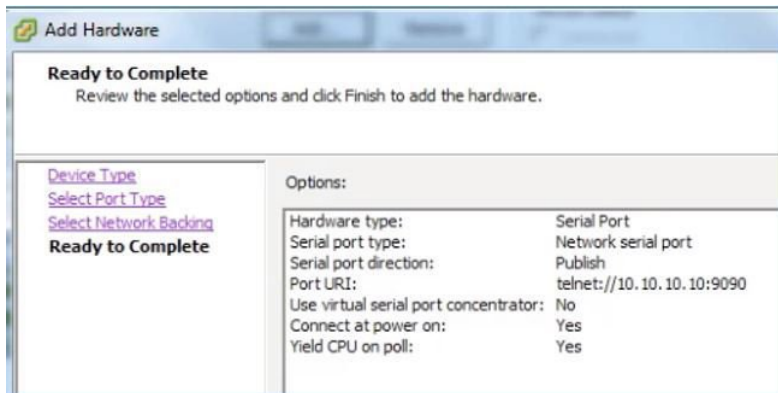 Add Hardware
Ready to Complete
Review the selected options and click Finish to add the hardware.
Device Type
Select Port Type
Select Network Backing
Ready to Complete
Options:
Hardware type: Serial Port
Serial port type: Network serial port
Serial port direction: Publish
Port URI: telnet://10.10.10.10:9090
Use virtual serial port concentrator: No
Connect at power on: Yes
Yield CPU on poll: Yes